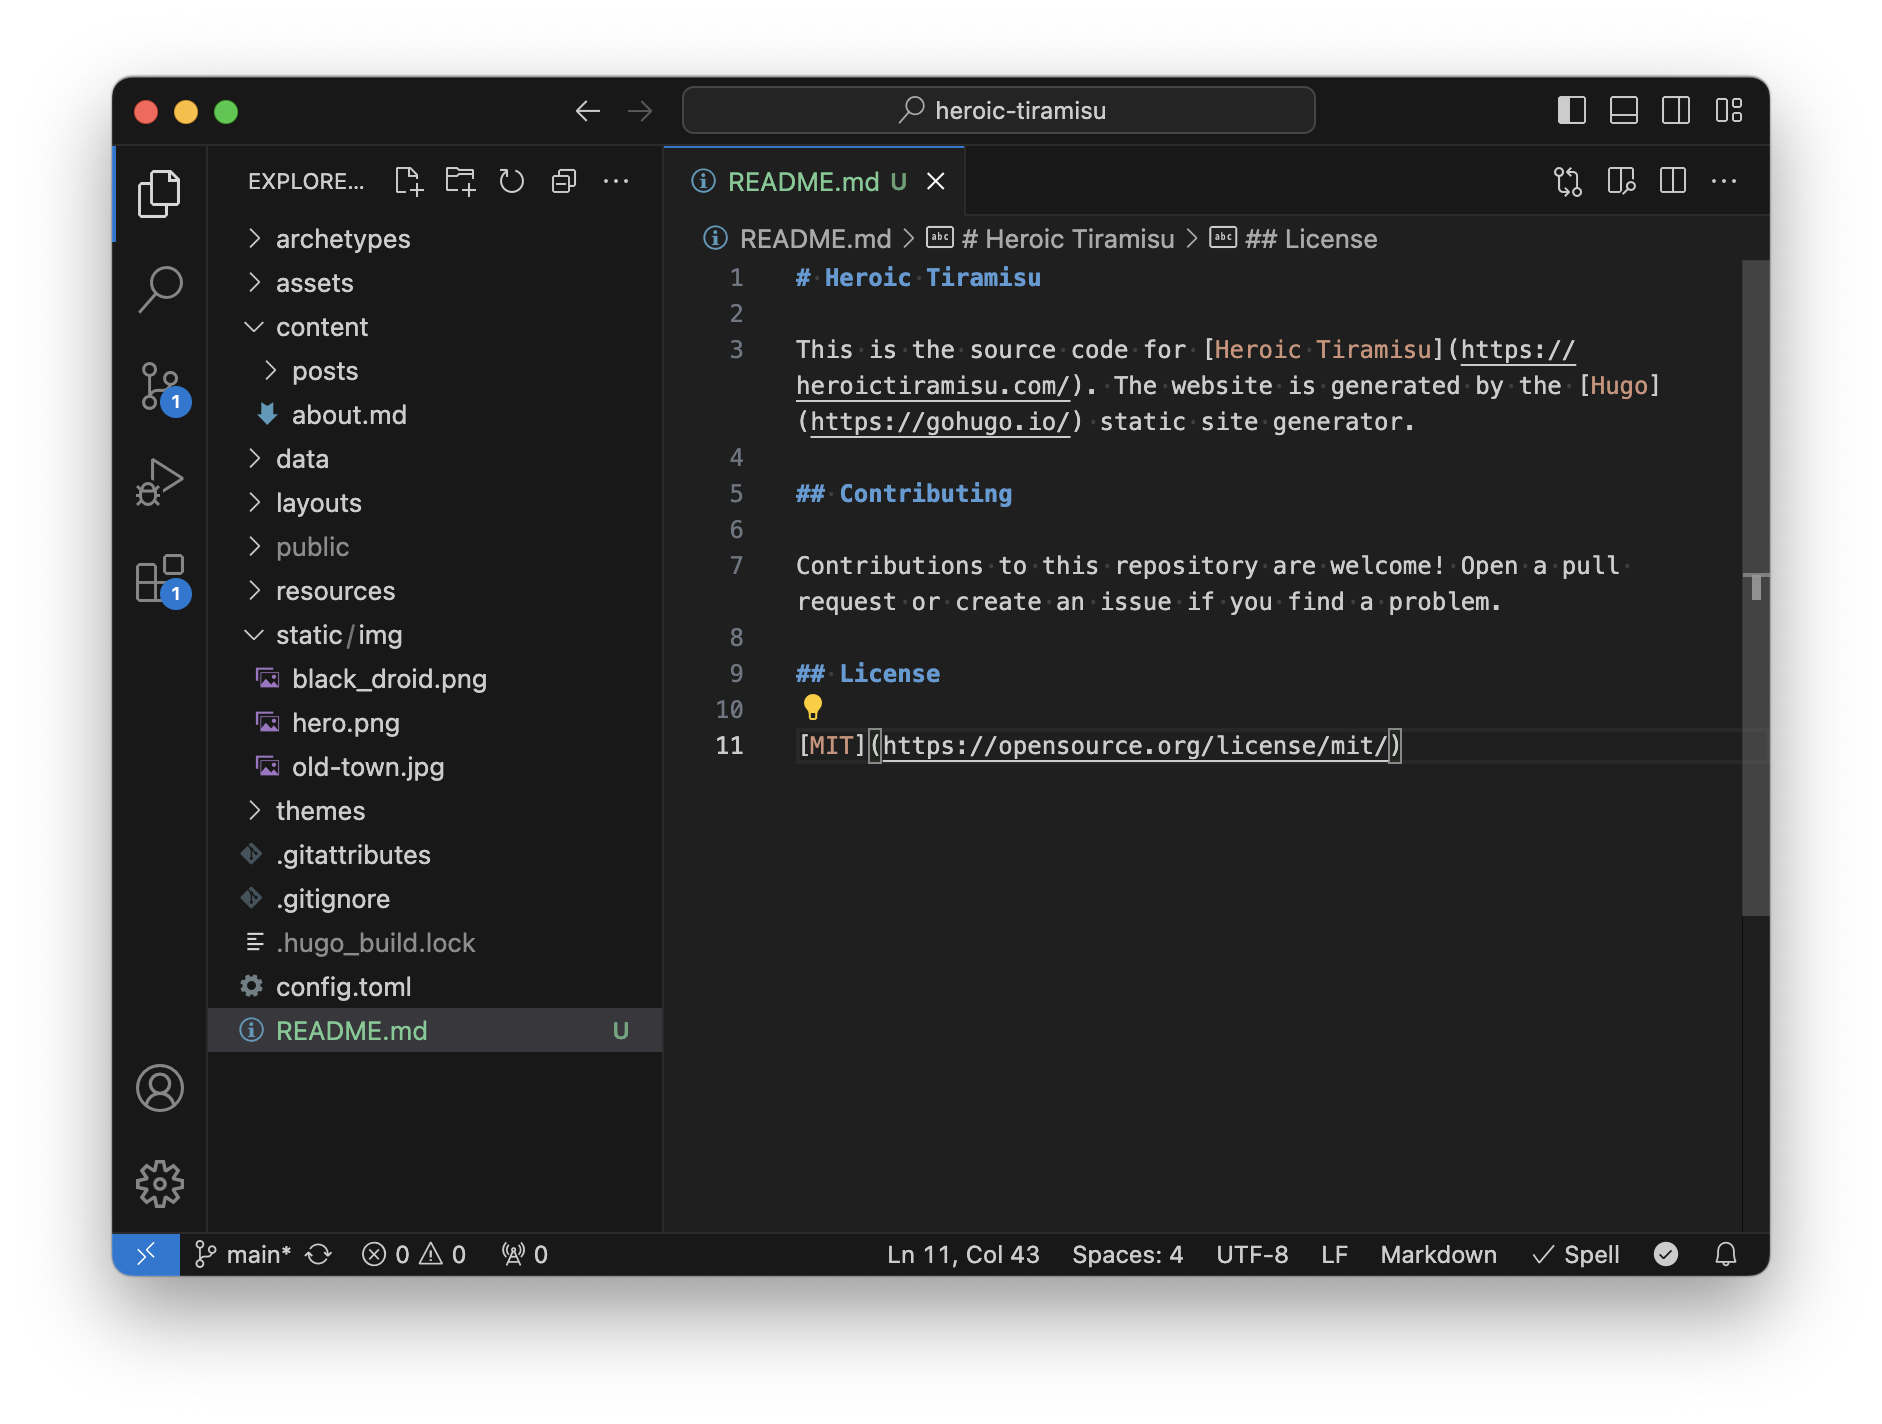 heroic-tiramisu
EXPLORE...
archetypes
assets
content
posts
about.md
data
layouts
public
resources
static/img
black_droid.png
hero.png
old-town.jpg
themes
.gitattributes
.gitignore
.hugo_build.lock
config.toml
README.md U
1
1
README.md U
README.md > abc # Heroic Tiramisu > abc ## License
1 # Heroic Tiramisu
2
3 This is the source code for [Heroic Tiramisu](https://
heroictiramisu.com/). The website is generated by the [Hugo]
(https://gohugo.io/) static site generator.
4
5 ## Contributing
6
7 Contributions to this repository are welcome! Open a pull
request or create an issue if you find a problem.
8
9 ## License
10
11 [MIT](https://opensource.org/license/mit/)
main* 0 0 0 Ln 11, Col 43 Spaces: 4 UTF-8 LF Markdown Spell